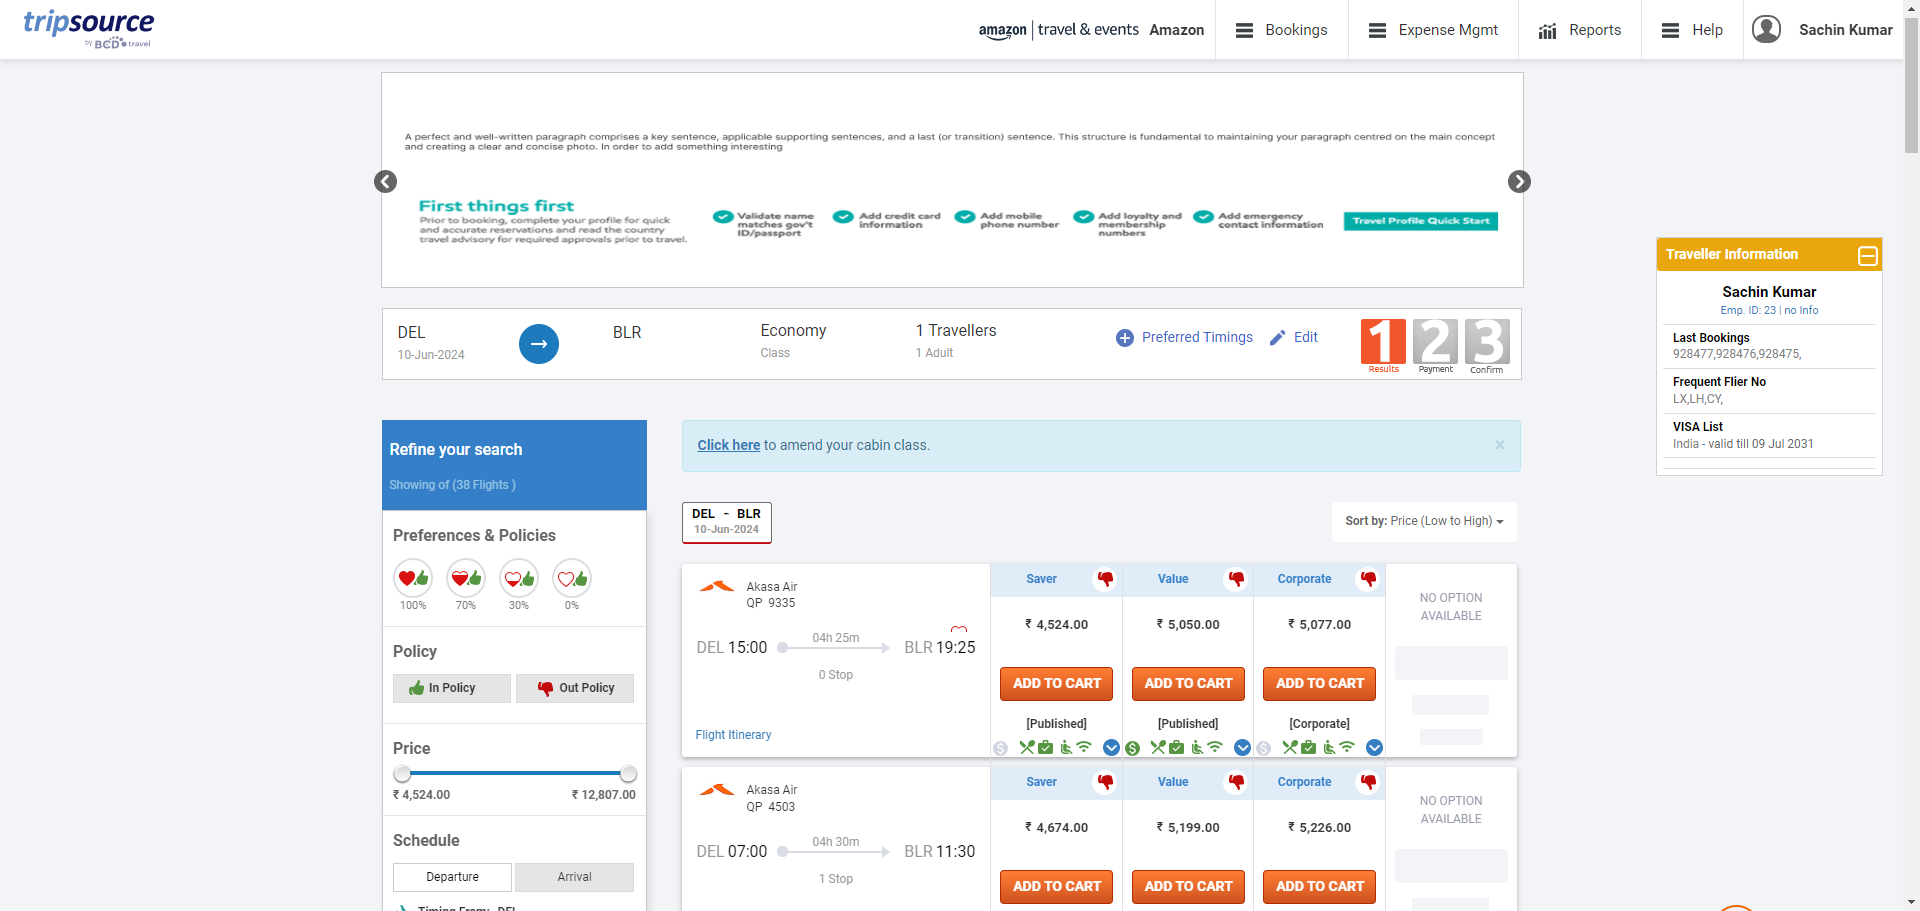 tripsource
by BCD travel
amazon | travel & events Amazon
Bookings
Expense Mgmt
Reports
Help
Sachin Kumar
A perfect and well-written paragraph comprises a key sentence, applicable supporting sentences, and a last (or transition) sentence. This structure is fundamental to maintaining your paragraph centred on the main concept
and creating a clear and concise photo. In order to add something interesting
First things first
Prior to booking, complete your profile for quick
and accurate reservations and read the country
travel advisory for required approvals prior to travel.
Validate name
matches gov't
ID/passport
Add credit card
information
Add mobile
phone number
Add loyalty and
membership
numbers
Add emergency
contact information
Travel Profile Quick Start
Traveller Information
Sachin Kumar
Emp. ID: 23 | no Info
Last Bookings
928477,928476,928475,
Frequent Flier No
LX,LH,CY,
VISA List
India - valid till 09 Jul 2031
DEL
10-Jun-2024
BLR
Economy
Class
1 Travellers
1 Adult
Preferred Timings
Edit
1 2 3
Results Payment Confirm
Refine your search
Showing of (38 Flights )
Preferences & Policies
100% 70% 30% 0%
Policy
In Policy
Out Policy
Price
₹ 4,524.00 ₹ 12,807.00
Schedule
Departure
Arrival
Timing From: DEL
Click here to amend your cabin class.
×
DEL - BLR
10-Jun-2024
Sort by: Price (Low to High)
Akasa Air
QP 9335
DEL 15:00
04h 25m
0 Stop
BLR 19:25
Flight Itinerary
Saver
₹ 4,524.00
ADD TO CART
[Published]
Value
₹ 5,050.00
ADD TO CART
[Published]
Corporate
₹ 5,077.00
ADD TO CART
[Corporate]
NO OPTION
AVAILABLE
Akasa Air
QP 4503
DEL 07:00
04h 30m
1 Stop
BLR 11:30
Saver
₹ 4,674.00
ADD TO CART
Value
₹ 5,199.00
ADD TO CART
Corporate
₹ 5,226.00
ADD TO CART
NO OPTION
AVAILABLE